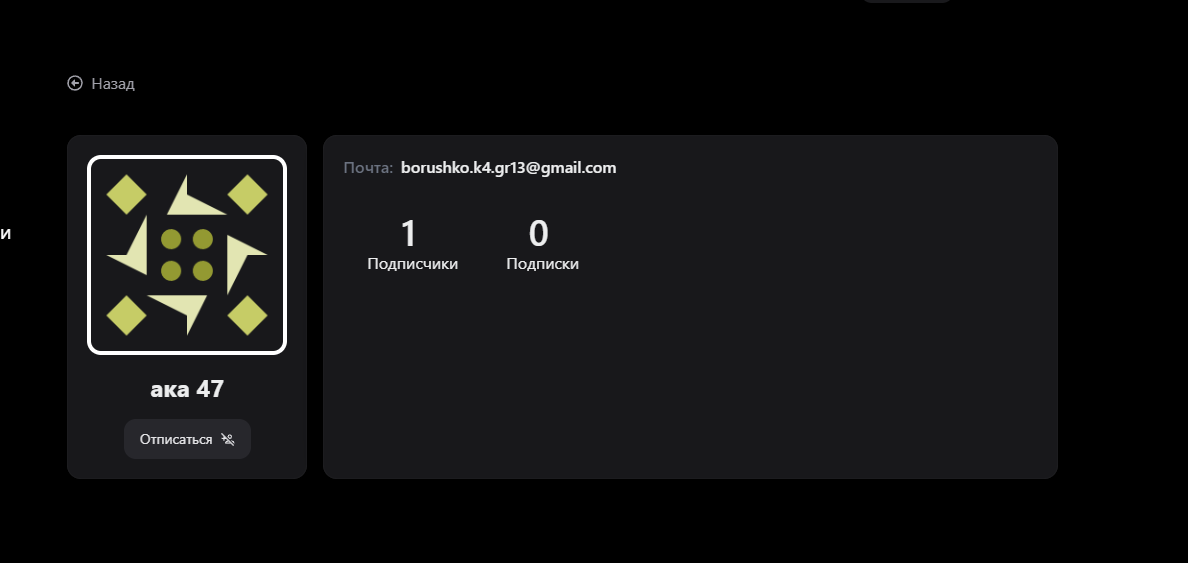 Назад
и
Почта: borushko.k4.gr13@gmail.com
1
Подписчики
0
Подписки
ака 47
Отписаться